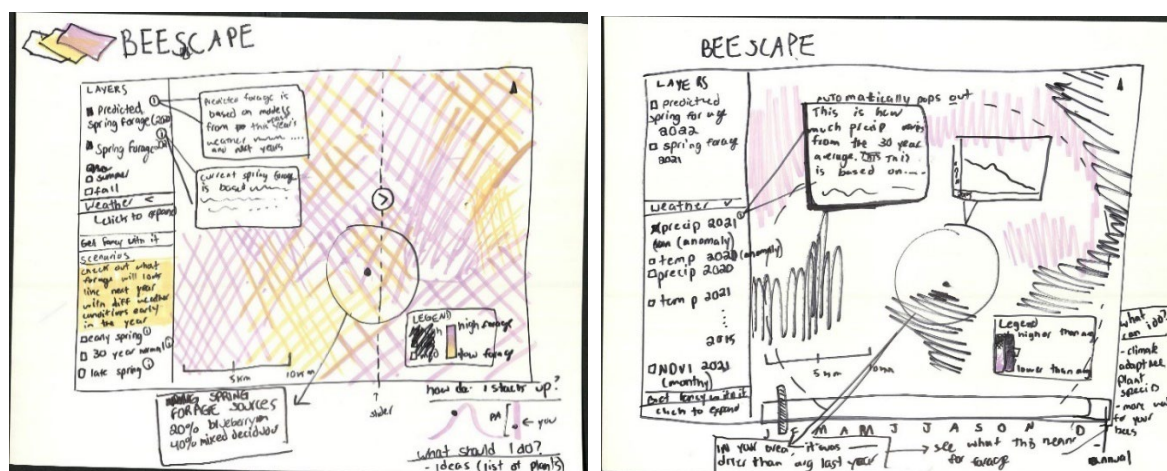 BEESCAPE
LAYERS
Predicted
Spring forage (202
Spring forage
summer
fall
weather <
click to expand
Get fancy with it
scenarios
check out what
forage will look
like next year
with diff weather
conditions early
in the year
early spring
30 year normal
late spring
Predicted forage is
based on models
from this year's
weather
and next years
current spring forage
is based
LEGEND
high forage
low forage
5km
10km
slider
SPRING
FORAGE SOURCES
20% blueberry
40% mixed deciduous
how do I stack up?
PA
you
what should I do?
- ideas (list of plants)
BEESCAPE
LAYERS
predicted
spring forage
2022
spring forage
2021
weather
precip 2021
(anomaly)
temp 2020 (anomaly)
precip 2020
temp 2021
2015
NDVI 2021
(monthly)
Get fancy with it
click to expand
AUTOMATICALLY pops out
This is how
much precip varies
from the 30 year
average. This
is based on....
5km
10km
Legend
higher than avg
lower than avg
J F M A M J J A S O N D
ANNUAL
In your area, it was
drier than avg last year
see what this means
for forage
what
can I do?
- climate
adaptive
plant
species
- more
for your
bees